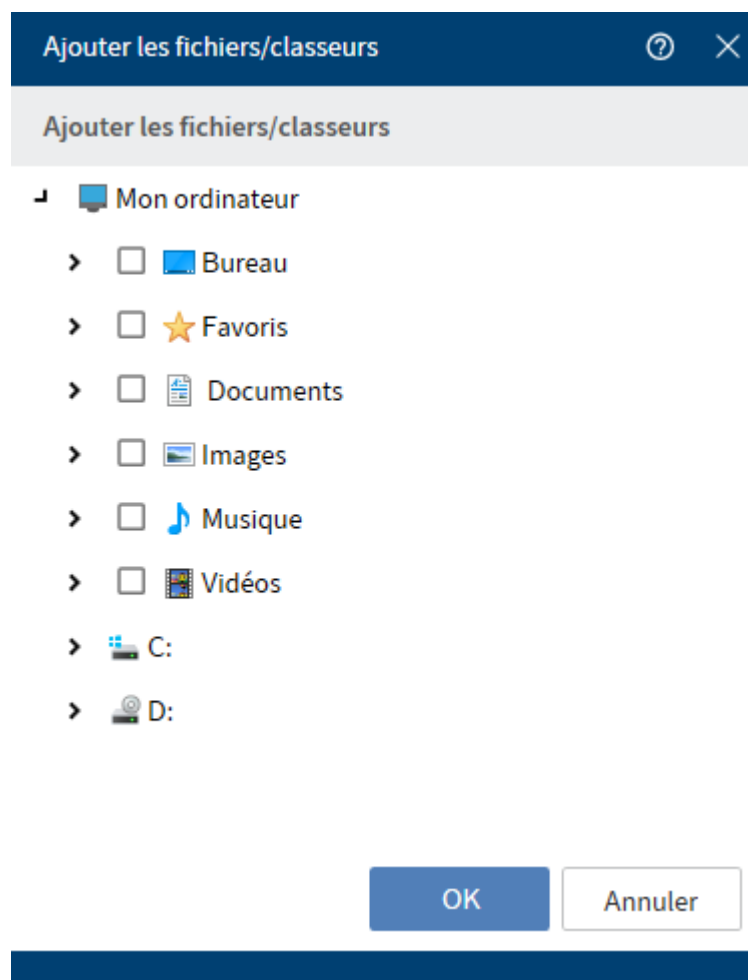 Ajouter les fichiers/classeurs
Ajouter les fichiers/classeurs
Mon ordinateur
Bureau
Favoris
Documents
Images
Musique
Vidéos
C:
D:
OK Annuler